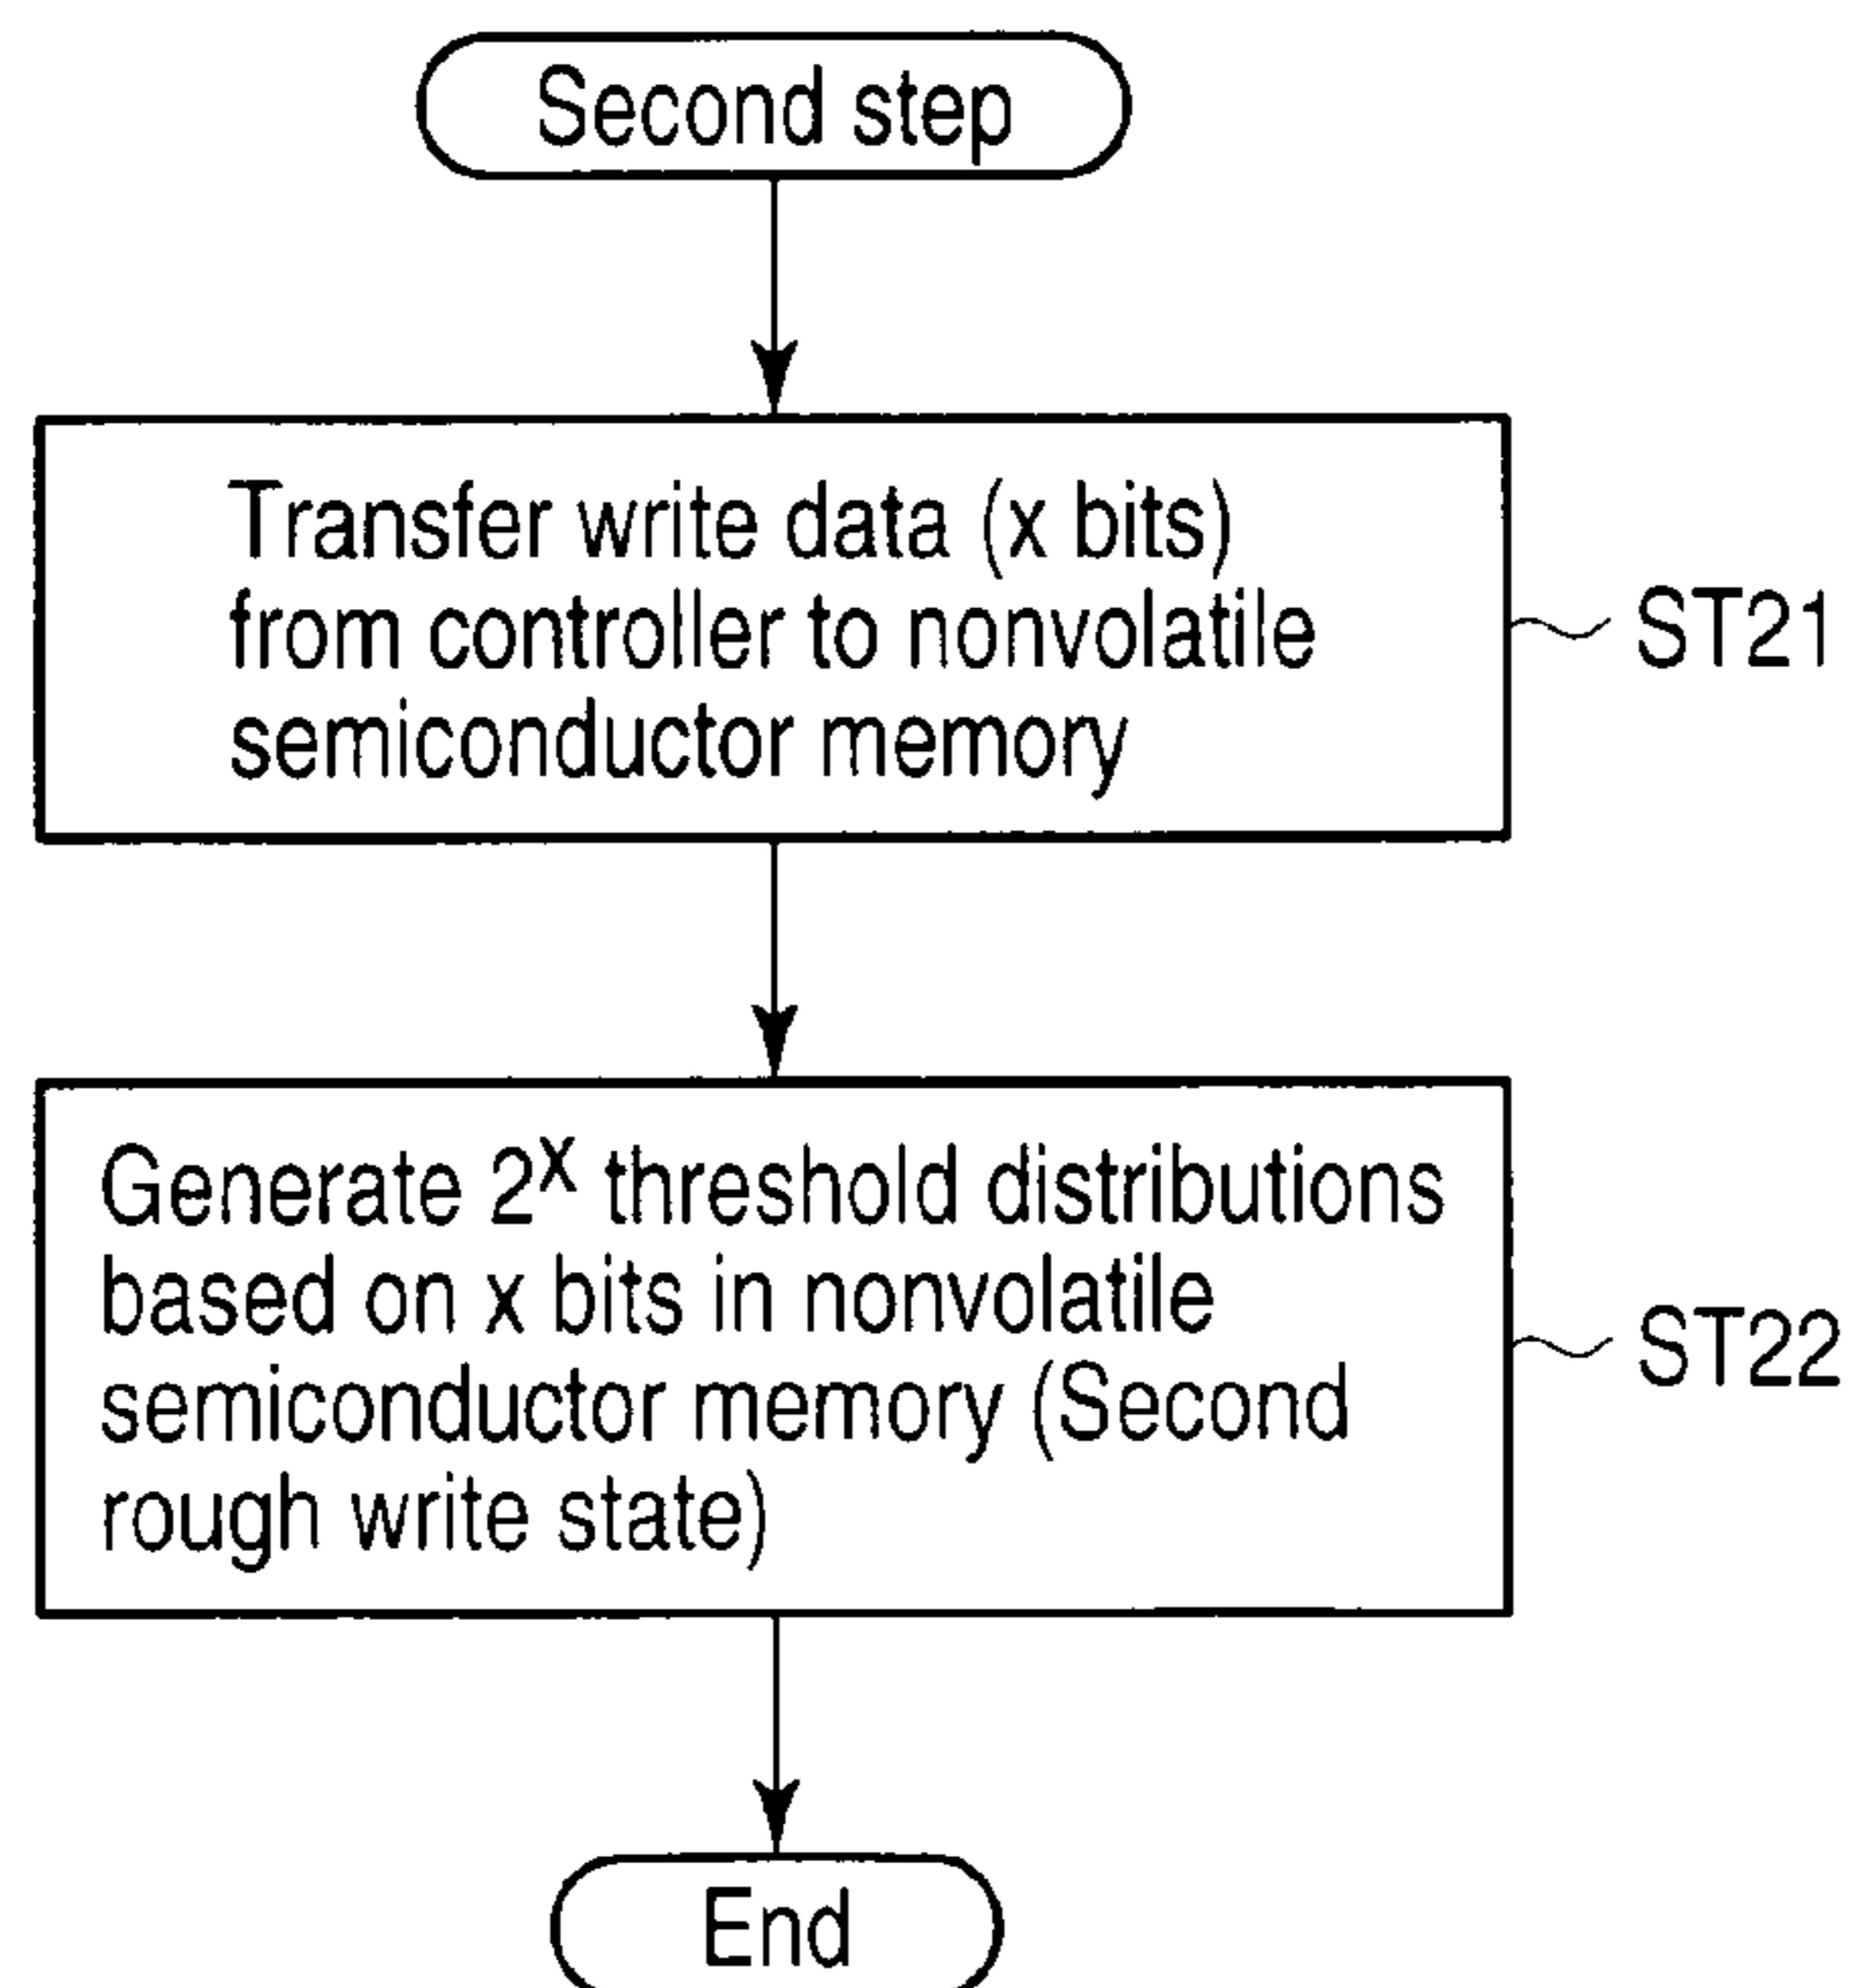 Second step
Transfer write data (x bits)
from controller to nonvolatile
semiconductor memory
ST21
Generate 2^x threshold distributions
based on x bits in nonvolatile
semiconductor memory (Second
rough write state)
ST22
End